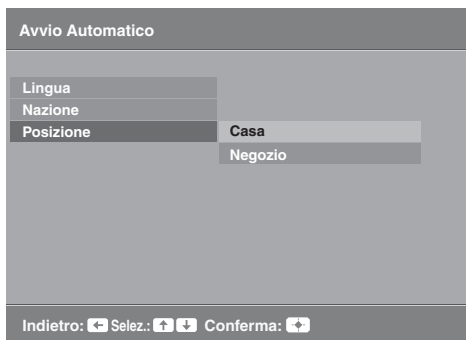 Avvio Automatico
Lingua
Nazione
Posizione Casa
Negozio
Indietro: Selez.: Conferma: